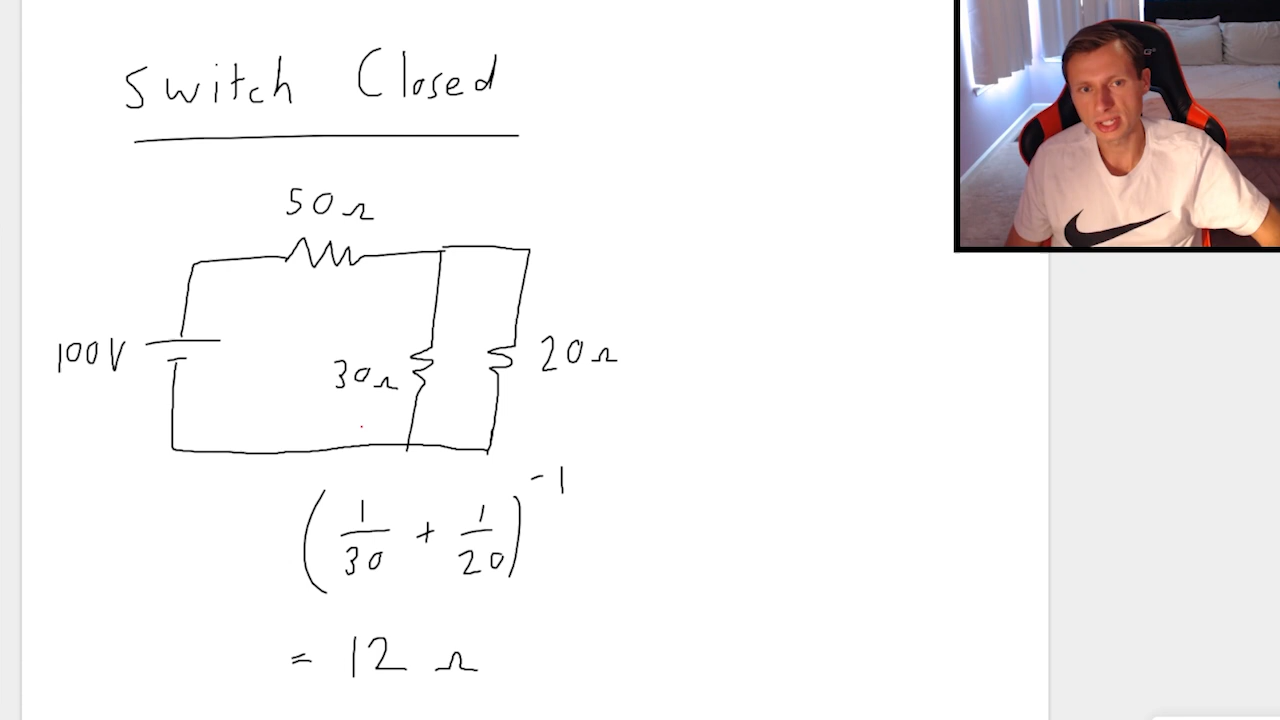 Switch Closed
50Ω
100V
30Ω
20Ω
(1/30 + 1/20)^-1
= 12 Ω